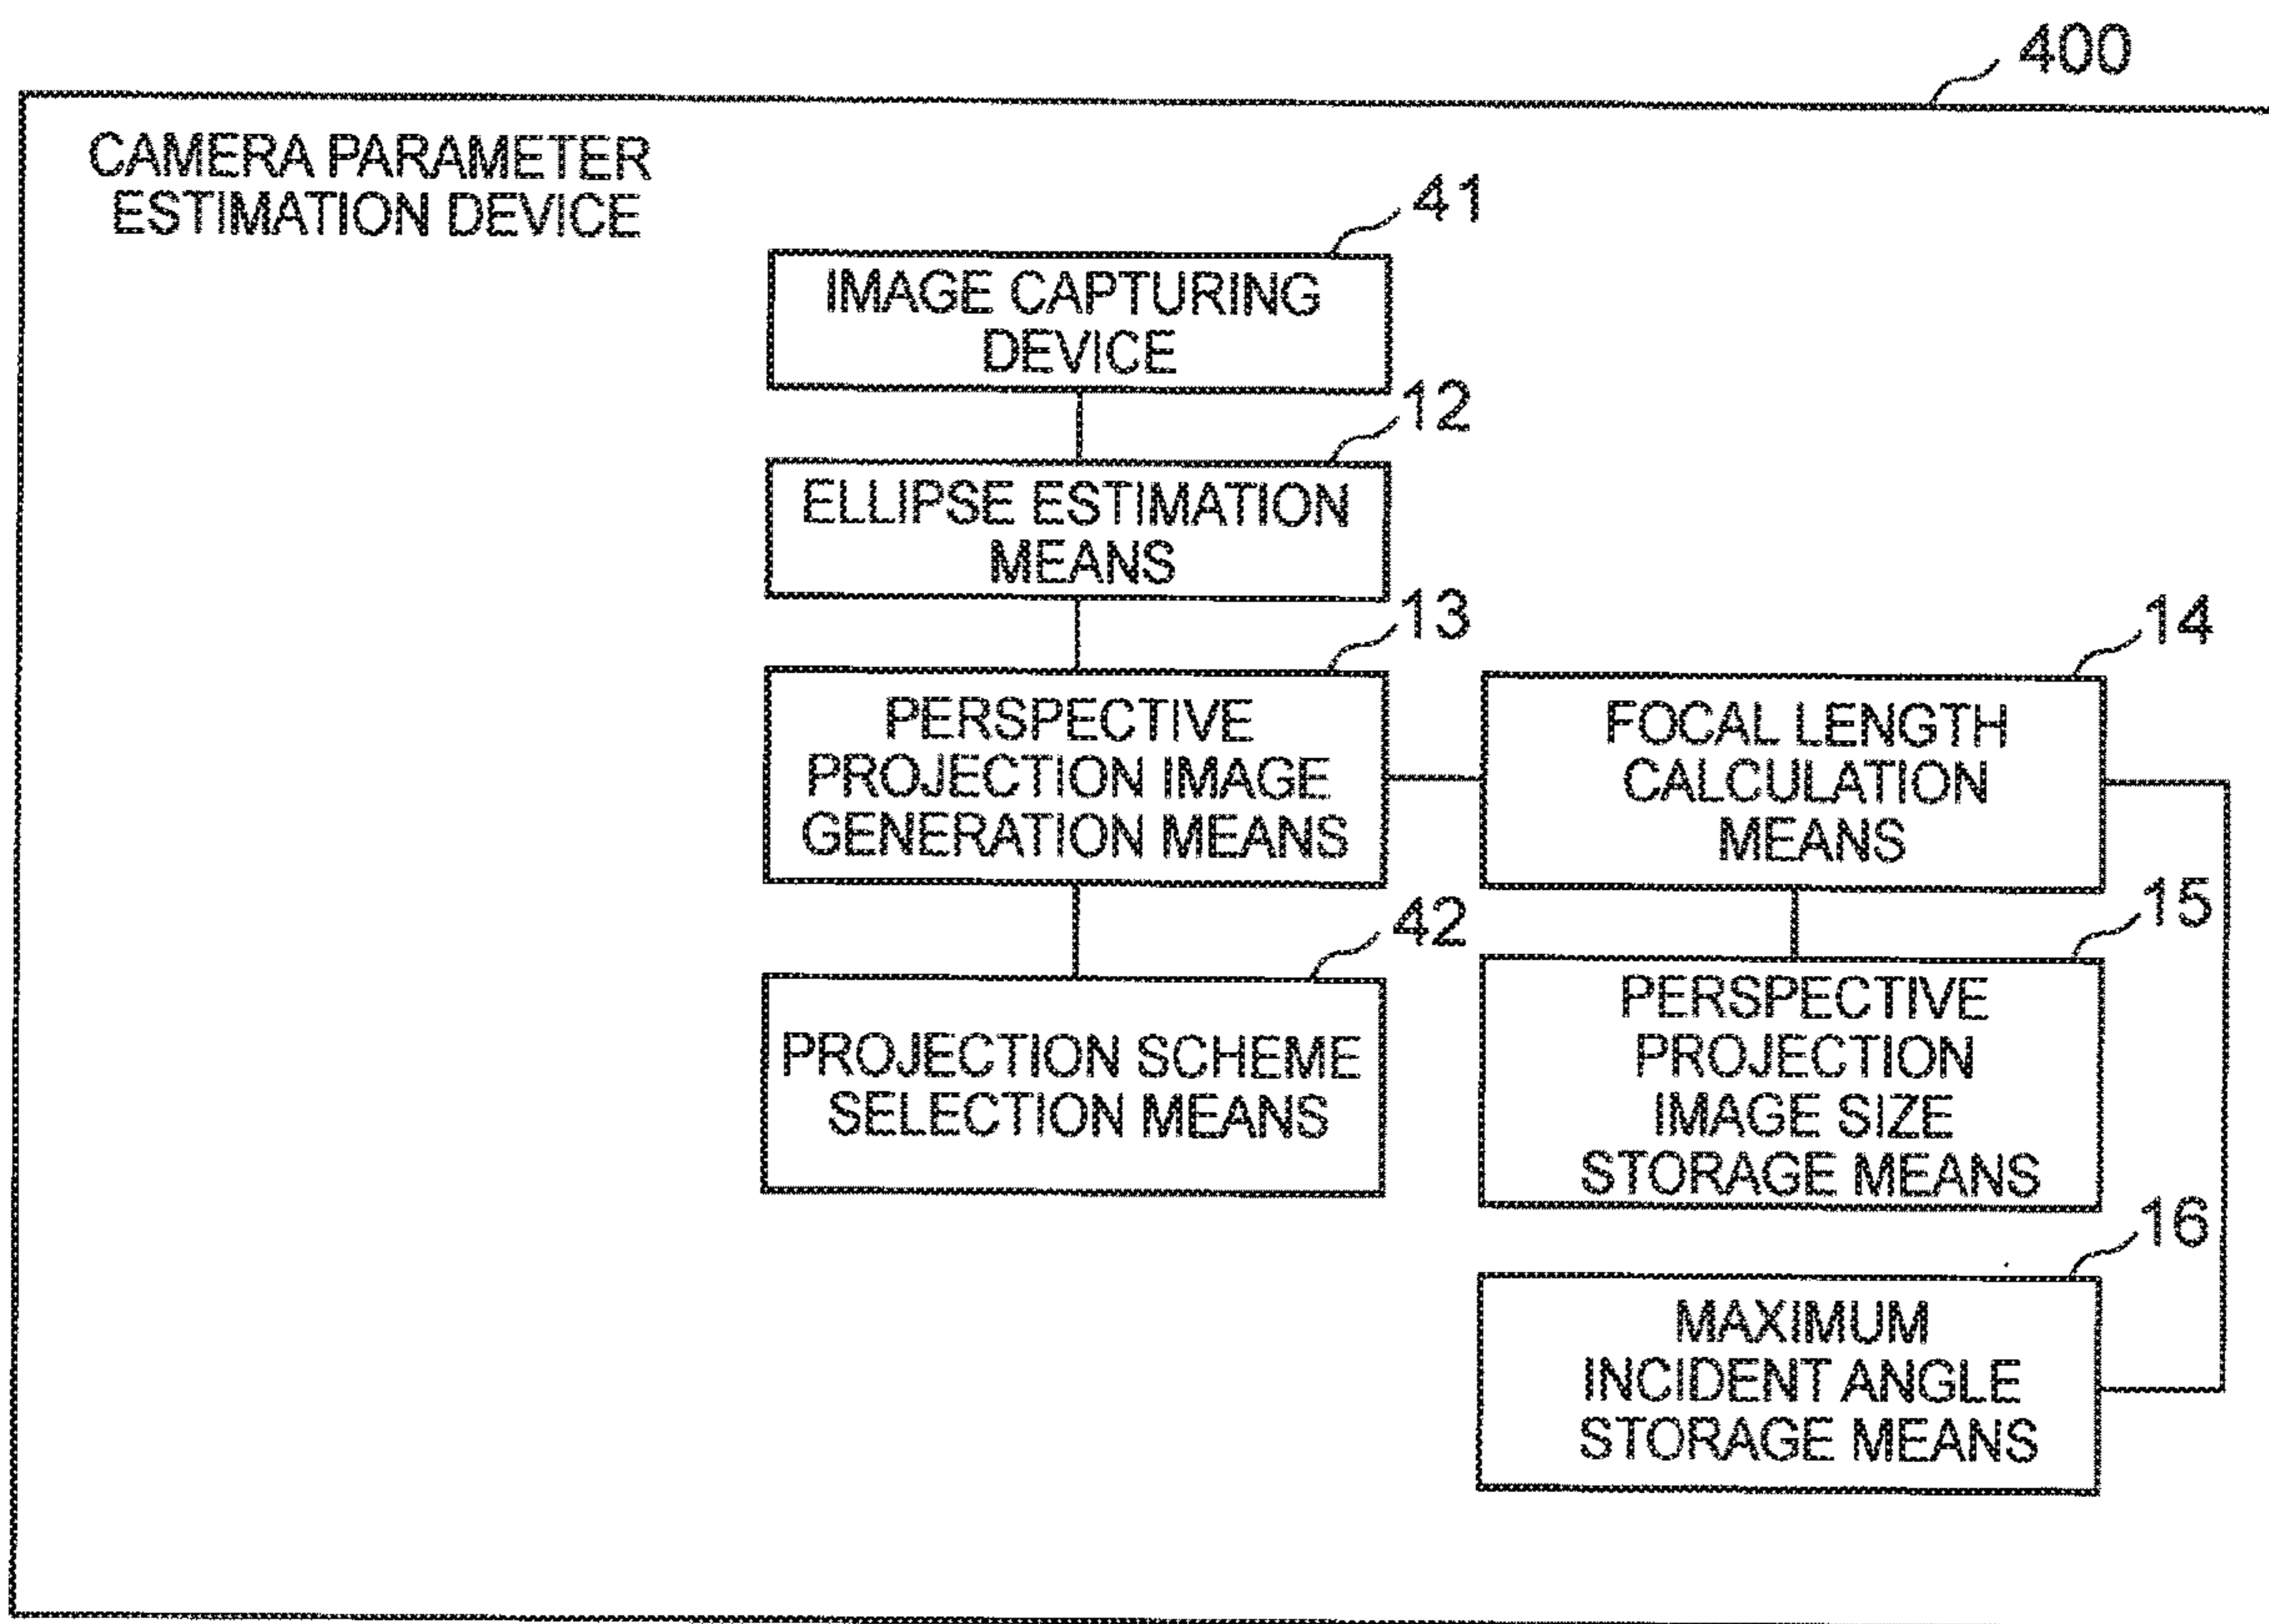 400
CAMERA PARAMETER
ESTIMATION DEVICE
41
IMAGE CAPTURING
DEVICE
12
ELLIPSE ESTIMATION
MEANS
13
PERSPECTIVE
PROJECTION IMAGE
GENERATION MEANS
14
FOCAL LENGTH
CALCULATION
MEANS
42
PROJECTION SCHEME
SELECTION MEANS
15
PERSPECTIVE
PROJECTION
IMAGE SIZE
STORAGE MEANS
16
MAXIMUM
INCIDENT ANGLE
STORAGE MEANS